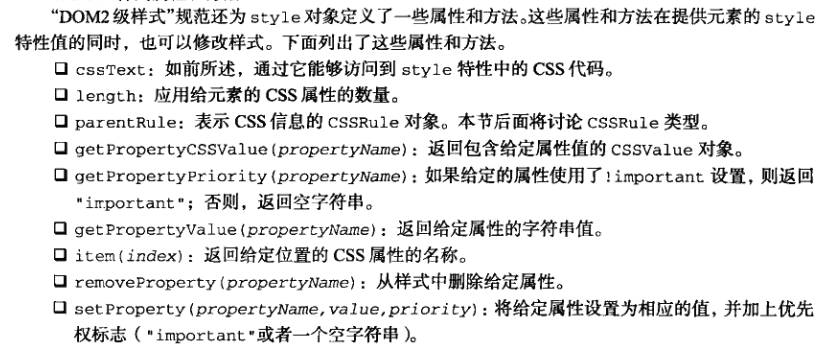 “DOM2级样式”规范还为 style 对象定义了一些属性和方法。这些属性和方法在提供元素的 style
特性值的同时，也可以修改样式。下面列出了这些属性和方法。
❑ cssText：如前所述，通过它能够访问到 style 特性中的 CSS 代码。
❑ length：应用给元素的 CSS 属性的数量。
❑ parentRule：表示 CSS 信息的 CSSRule 对象。本节后面将讨论 CSSRule 类型。
❑ getPropertyCSSValue(propertyName)：返回包含给定属性值的 CSSValue 对象。
❑ getPropertyPriority(propertyName)：如果给定的属性使用了!important 设置，则返回
"important"；否则，返回空字符串。
❑ getPropertyValue(propertyName)：返回给定属性的字符串值。
❑ item(index)：返回给定位置的 CSS 属性的名称。
❑ removeProperty(propertyName)：从样式中删除给定属性。
❑ setProperty(propertyName,value,priority)：将给定属性设置为相应的值，并加上优先
权标志（"important"或者一个空字符串）。